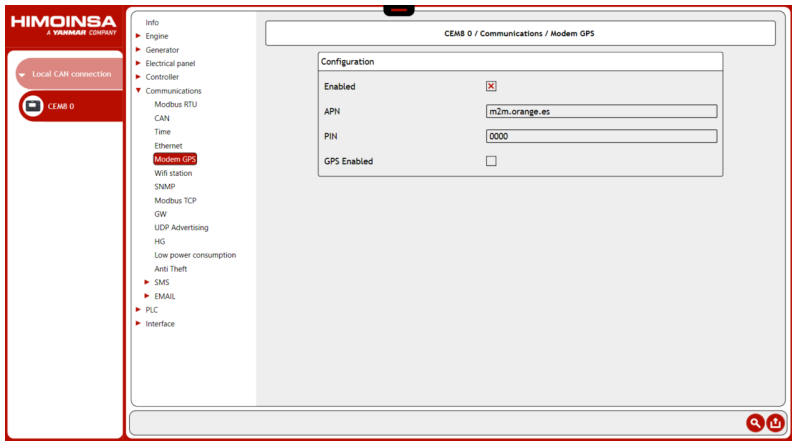 HIMOINSA
A YANMAR COMPANY
Local CAN connection
CEM8 0
Info
Engine
Generator
Electrical panel
Controller
Communications
Modbus RTU
CAN
Time
Ethernet
Modem GPS
Wifi station
SNMP
Modbus TCP
GW
UDP Advertising
HG
Low power consumption
Anti Theft
SMS
EMAIL
PLC
Interface
CEM8 0 / Communications / Modem GPS
Configuration
Enabled
APN m2m.orange.es
PIN 0000
GPS Enabled